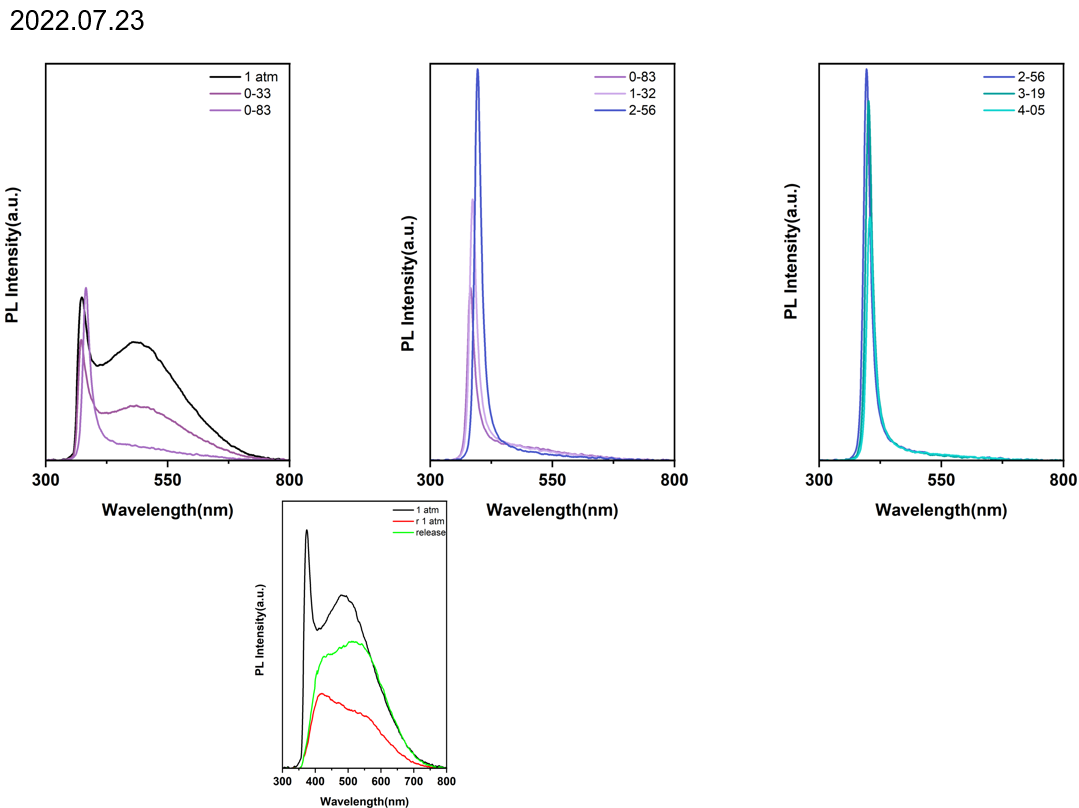 2022.07.23
1 atm
0-33
0-83
PL Intensity(a.u.)
300 550 800
Wavelength(nm)
0-83
1-32
2-56
PL Intensity(a.u.)
300 550 800
Wavelength(nm)
2-56
3-19
4-05
PL Intensity(a.u.)
300 550 800
Wavelength(nm)
1 atm
r 1 atm
release
PL Intensity(a.u.)
300 400 500 600 700 800
Wavelength(nm)